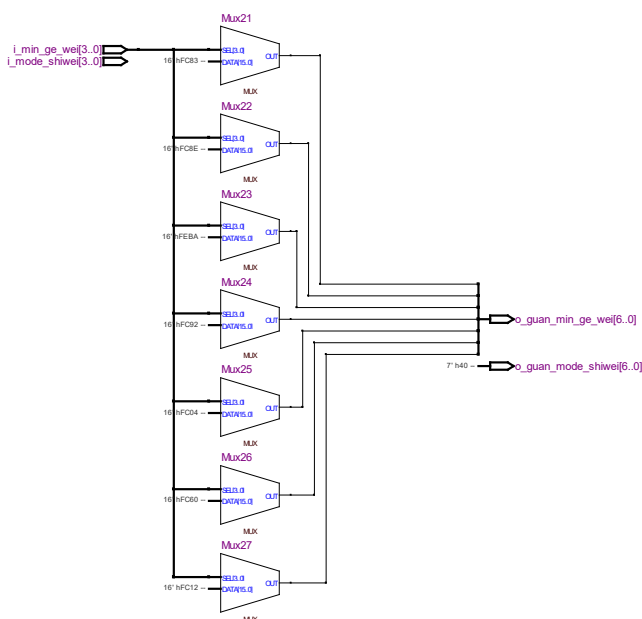 Mux21
i_min_ge_wei[3..0]
i_mode_shiwei[3..0]
SEL[3..0]
OUT
16' hFC83 --
DATA[15..0]
MUX
Mux22
SEL[3..0]
OUT
16' hFC8E --
DATA[15..0]
MUX
Mux23
SEL[3..0]
OUT
16' hFEBA --
DATA[15..0]
MUX
Mux24
SEL[3..0]
OUT
16' hFC92 --
DATA[15..0]
MUX
o_guan_min_ge_wei[6..0]
7' h40 --
o_guan_mode_shiwei[6..0]
Mux25
SEL[3..0]
OUT
16' hFC04 --
DATA[15..0]
MUX
Mux26
SEL[3..0]
OUT
16' hFC60 --
DATA[15..0]
MUX
Mux27
SEL[3..0]
OUT
16' hFC12 --
DATA[15..0]
MUX